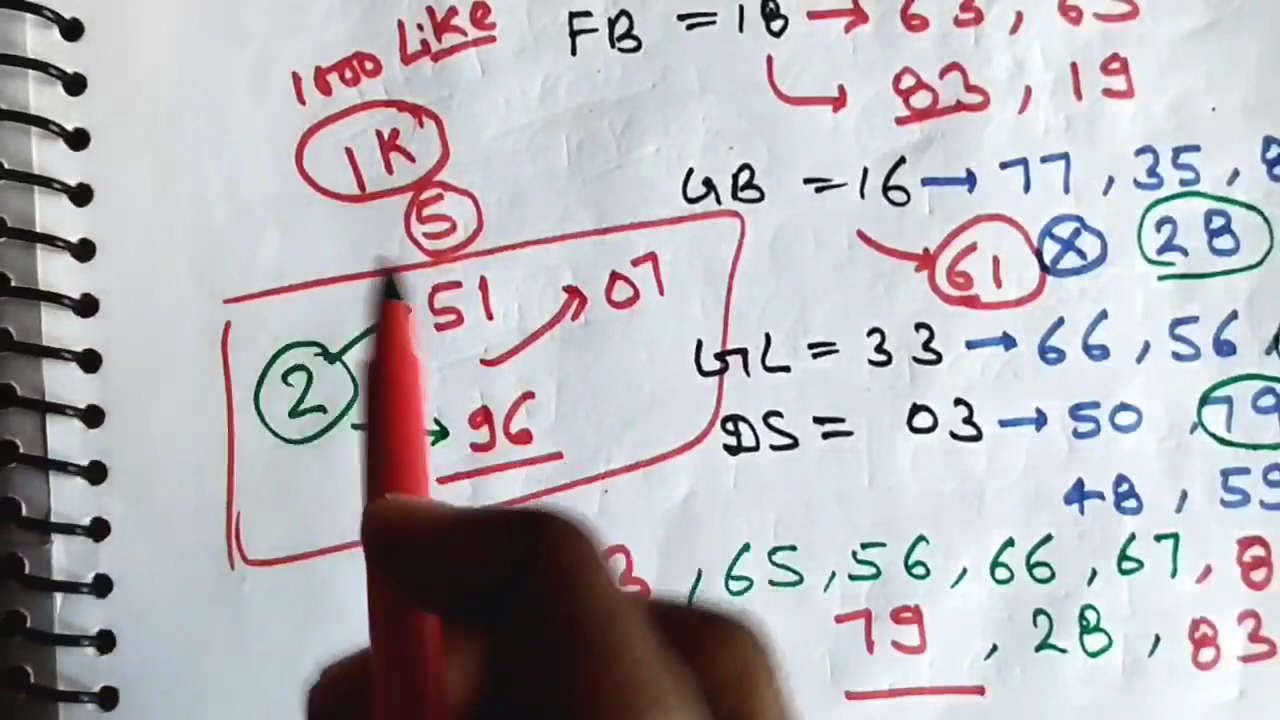 1000 Like
1K
5
51 07
2
96
FB = 18 → 63, 65
83, 19
GB = 16 → 77, 35,
61 X 28
GL = 33 → 66, 56
DS = 03 → 50, 79
48, 59
, 65, 56, 66, 67, 8
79, 28, 83